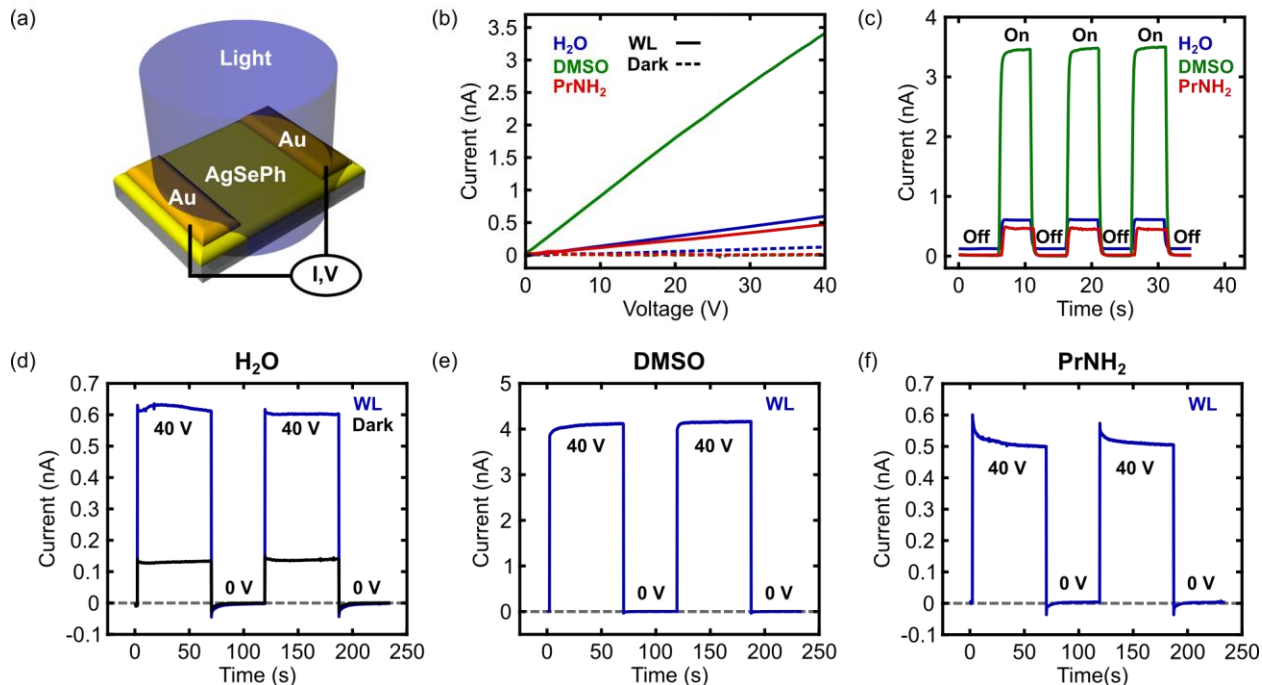 (a)
Light
Au
AgSePh
Au
I,V
(b)
3.5
3
2.5
2
1.5
1
0.5
0
Current (nA)
H₂O
DMSO
PrNH₂
WL
Dark
0 10 20 30 40
Voltage (V)
(c)
4
3
2
1
0
Current (nA)
On On On
H₂O
DMSO
PrNH₂
Off Off Off Off
0 10 20 30 40
Time (s)
(d)
H₂O
0.7
0.6
0.5
0.4
0.3
0.2
0.1
0
-0.1
Current (nA)
WL
Dark
40 V 40 V
0 V 0 V
0 50 100 150 200 250
Time (s)
(e)
DMSO
5
4
3
2
1
0
Current (nA)
WL
40 V 40 V
0 V 0 V
0 50 100 150 200 250
Time (s)
(f)
PrNH₂
0.7
0.6
0.5
0.4
0.3
0.2
0.1
0
-0.1
Current (nA)
WL
40 V 40 V
0 V 0 V
0 50 100 150 200 250
Time(s)